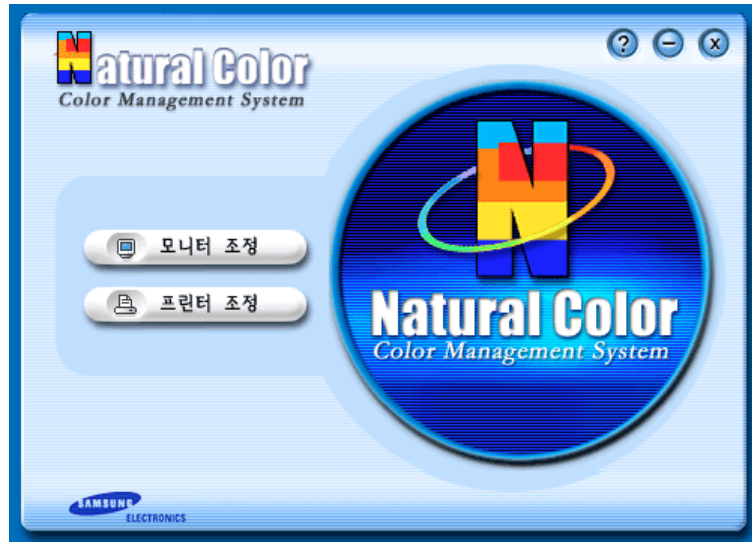 Natural Color
Color Management System
? – x
모니터 조정
프린터 조정
N
Natural Color
Color Management System
SAMSUNG
ELECTRONICS